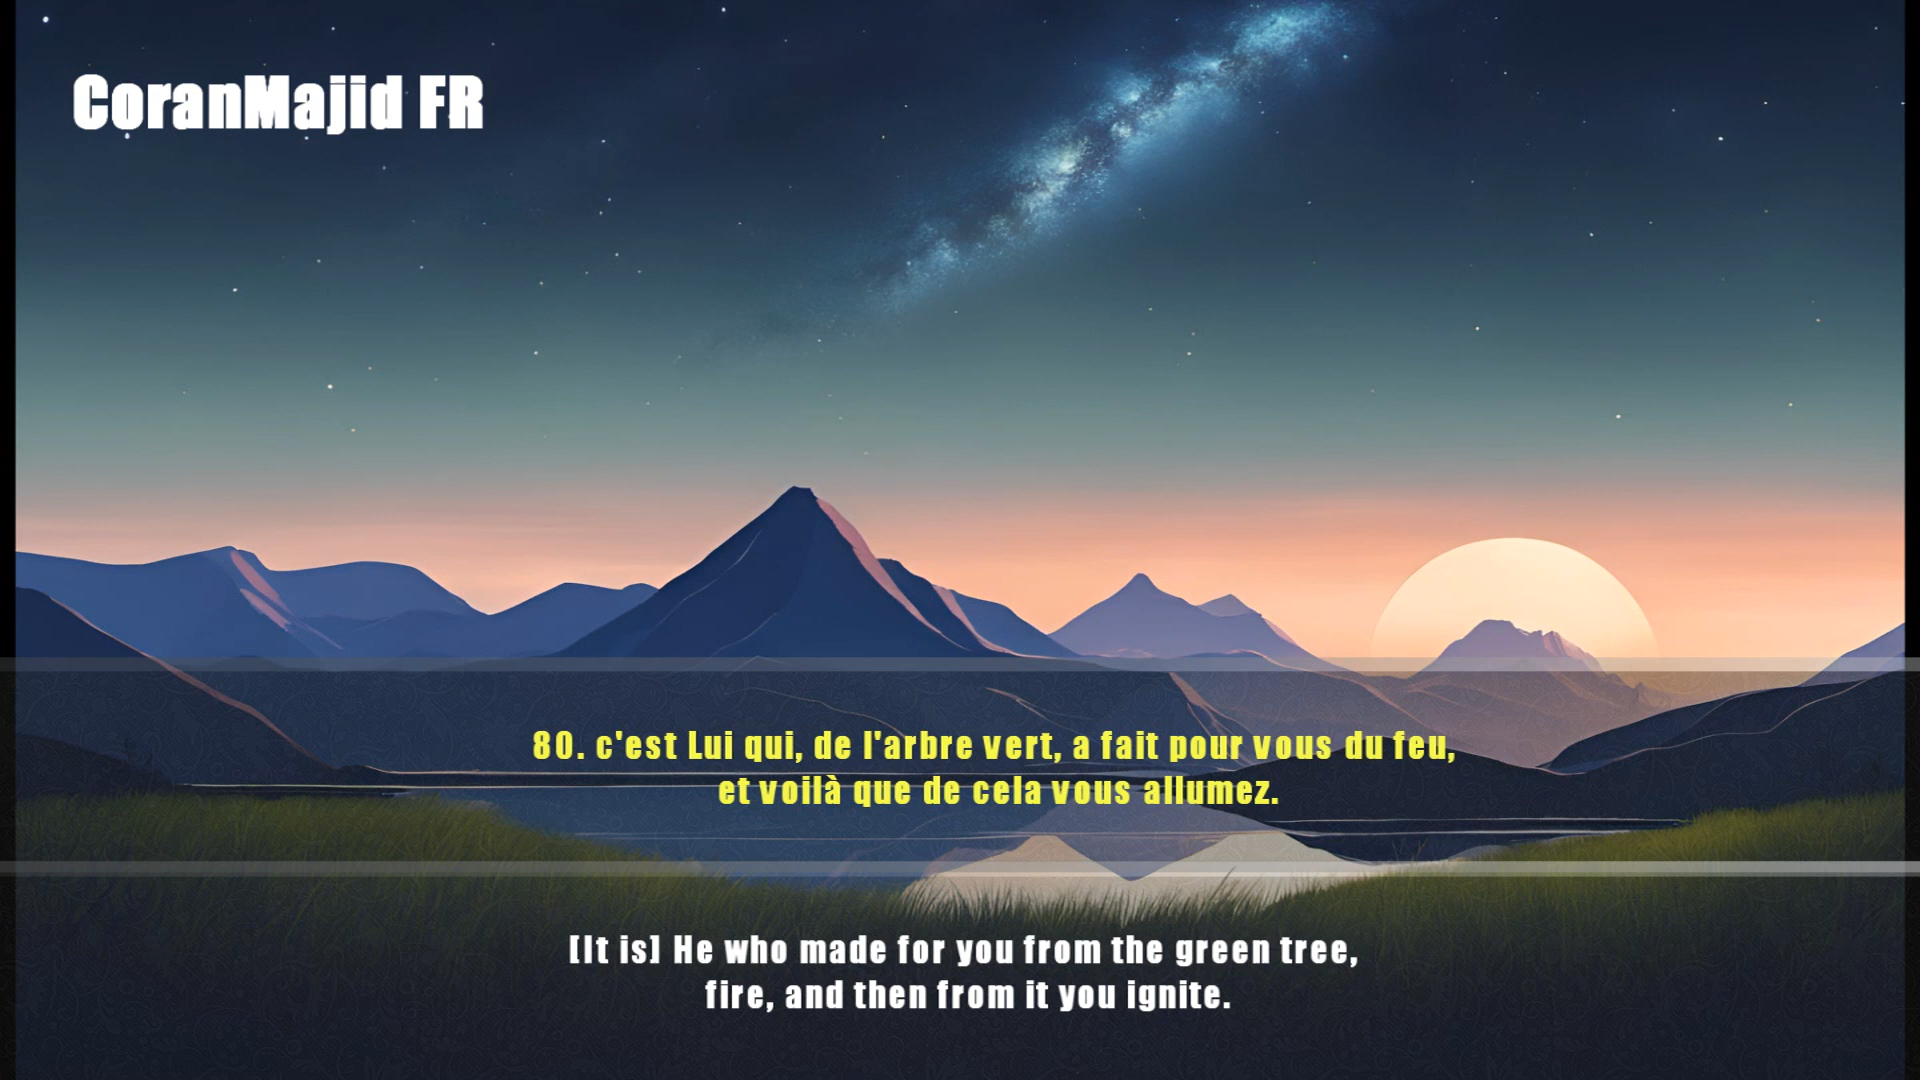 CoranMajid FR
80. c'est Lui qui, de l'arbre vert, a fait pour vous du feu,
et voilà que de cela vous allumez.
[It is] He who made for you from the green tree,
fire, and then from it you ignite.